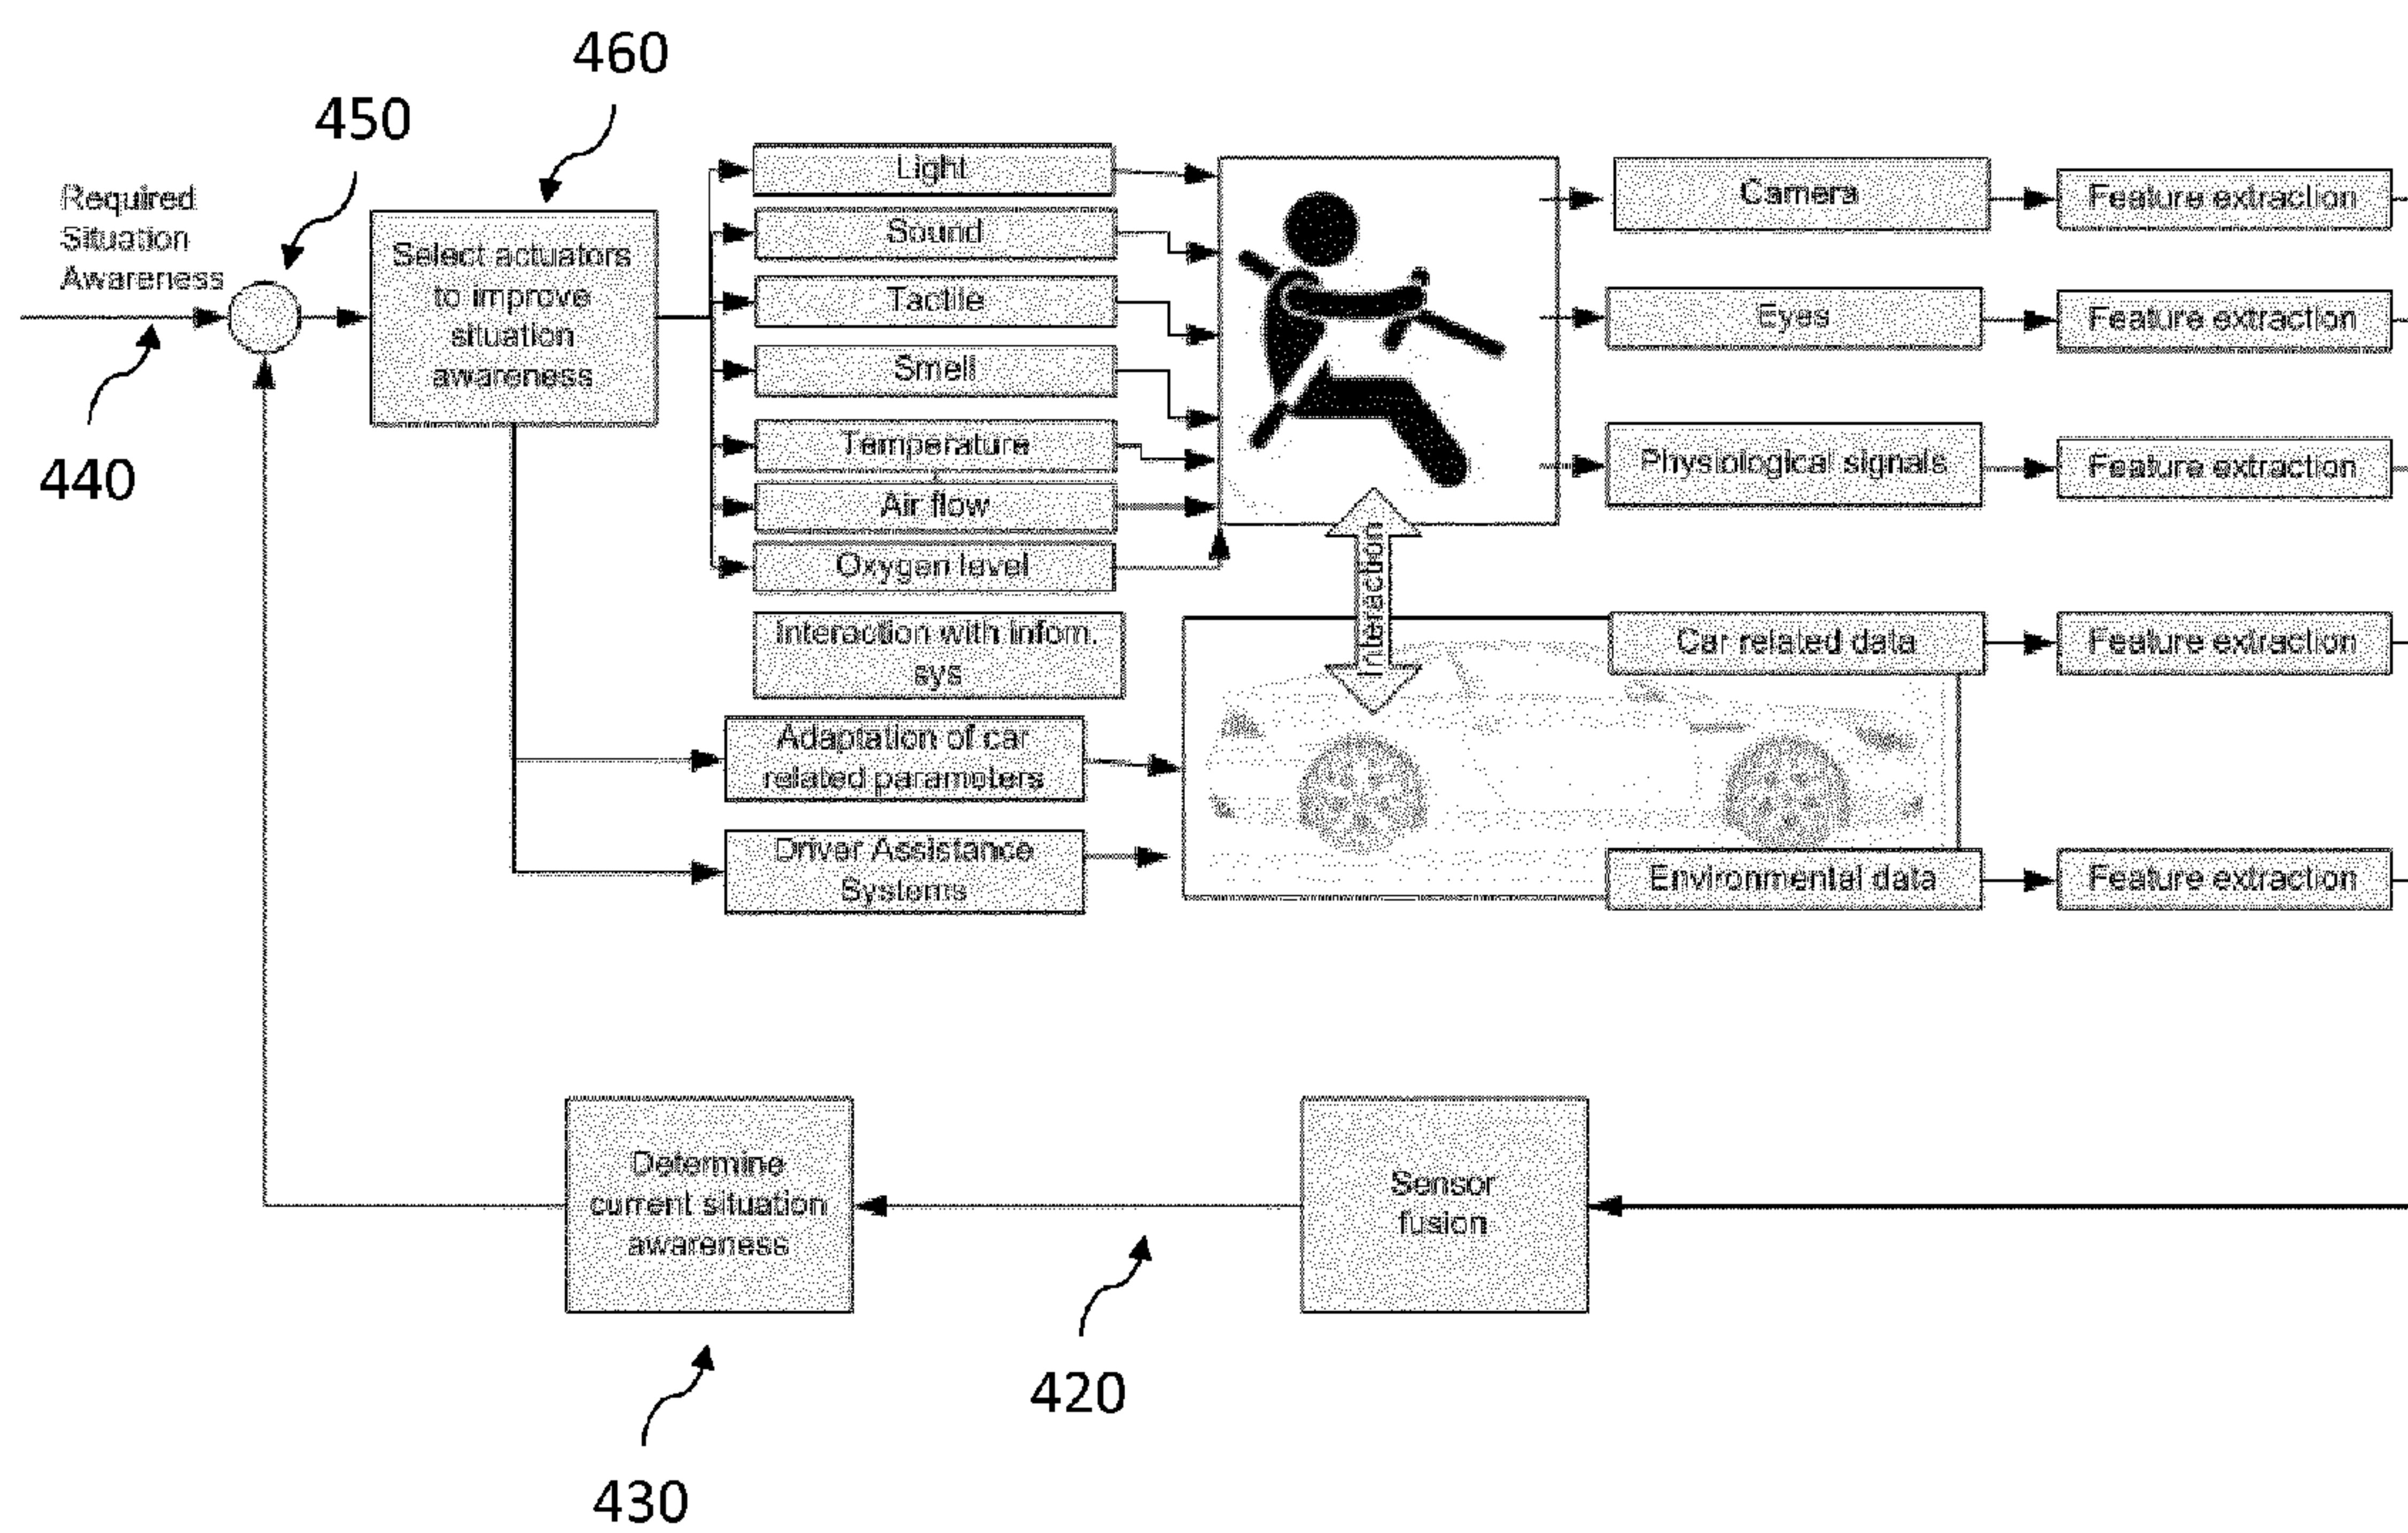 460
450
Required
Situation
Awareness
440
Select actuators
to improve
situation
awareness
Light
Sound
Tactile
Smell
Temperature
Air flow
Oxygen level
Interaction with infom.
sys
Adaptation of car
related parameters
Driver Assistance
Systems
Interaction
Camera
Feature extraction
Eyes
Feature extraction
Physiological signals
Feature extraction
Car related data
Feature extraction
Environmental data
Feature extraction
Determine
current situation
awareness
Sensor
fusion
420
430